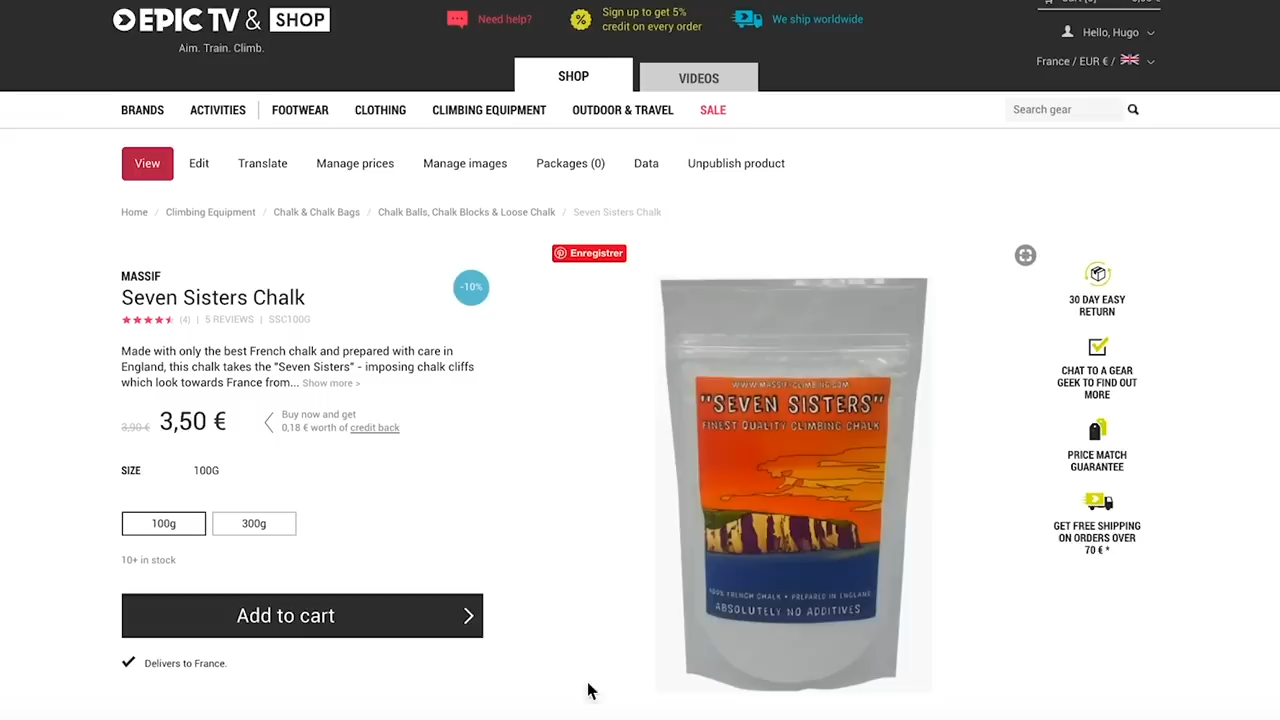 EPIC TV & SHOP
Aim. Train. Climb.
Need help?
Sign up to get 5%
credit on every order
We ship worldwide
Hello, Hugo
France / EUR € /
SHOP
VIDEOS
BRANDS
ACTIVITIES
FOOTWEAR
CLOTHING
CLIMBING EQUIPMENT
OUTDOOR & TRAVEL
SALE
Search gear
View
Edit
Translate
Manage prices
Manage images
Packages (0)
Data
Unpublish product
Home / Climbing Equipment / Chalk & Chalk Bags / Chalk Balls, Chalk Blocks & Loose Chalk / Seven Sisters Chalk
MASSIF
Seven Sisters Chalk
-10%
(4) | 5 REVIEWS | SSC100G
Made with only the best French chalk and prepared with care in
England, this chalk takes the "Seven Sisters" - imposing chalk cliffs
which look towards France from... Show more >
3,90 € 3,50 €
Buy now and get
0,18 € worth of credit back
SIZE 100G
100g
300g
10+ in stock
Add to cart
Delivers to France.
Enregistrer
WWW.MASSIF-CLIMBING.COM
"SEVEN SISTERS"
FINEST QUALITY CLIMBING CHALK
100% FRENCH CHALK • PREPARED IN ENGLAND
ABSOLUTELY NO ADDITIVES
30 DAY EASY
RETURN
CHAT TO A GEAR
GEEK TO FIND OUT
MORE
PRICE MATCH
GUARANTEE
GET FREE SHIPPING
ON ORDERS OVER
70 € *